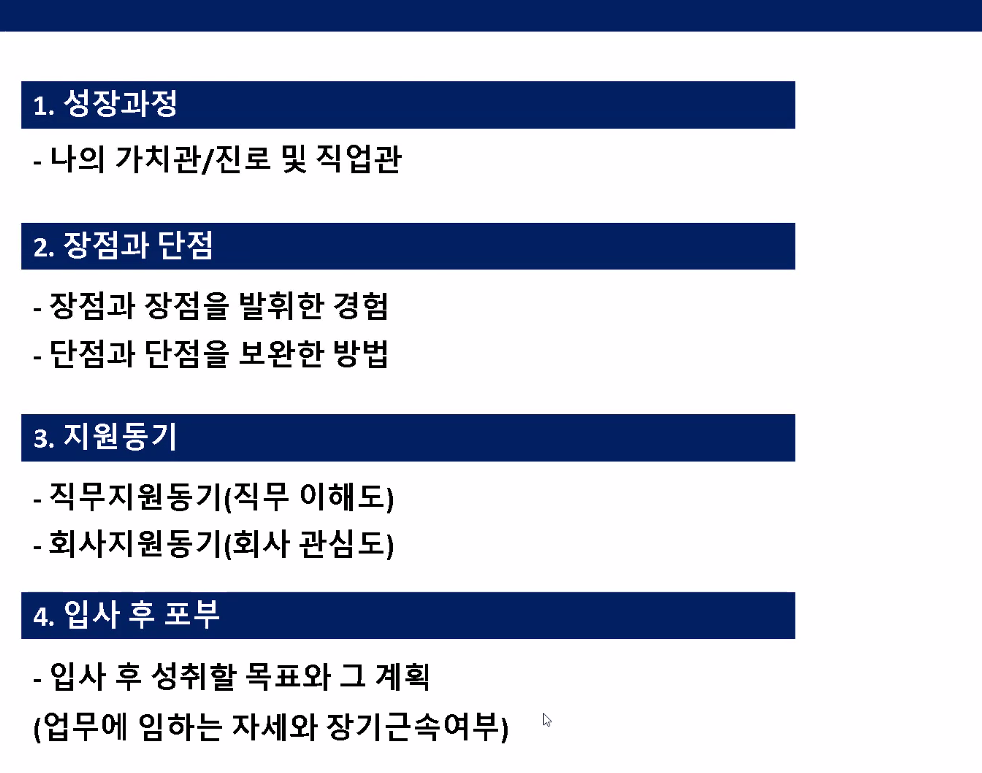 1. 성장과정
- 나의 가치관/진로 및 직업관
2. 장점과 단점
- 장점과 장점을 발휘한 경험
- 단점과 단점을 보완한 방법
3. 지원동기
- 직무지원동기(직무 이해도)
- 회사지원동기(회사 관심도)
4. 입사 후 포부
- 입사 후 성취할 목표와 그 계획
(업무에 임하는 자세와 장기근속여부)